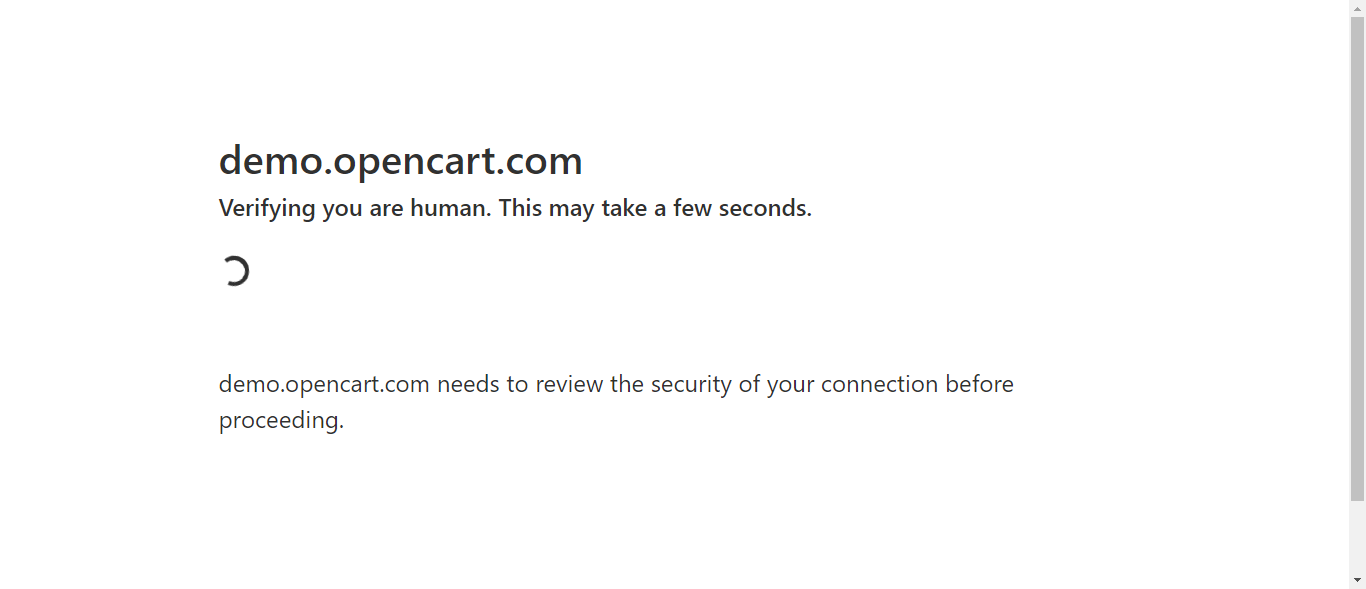 demo.opencart.com
Verifying you are human. This may take a few seconds.
demo.opencart.com needs to review the security of your connection before
proceeding.